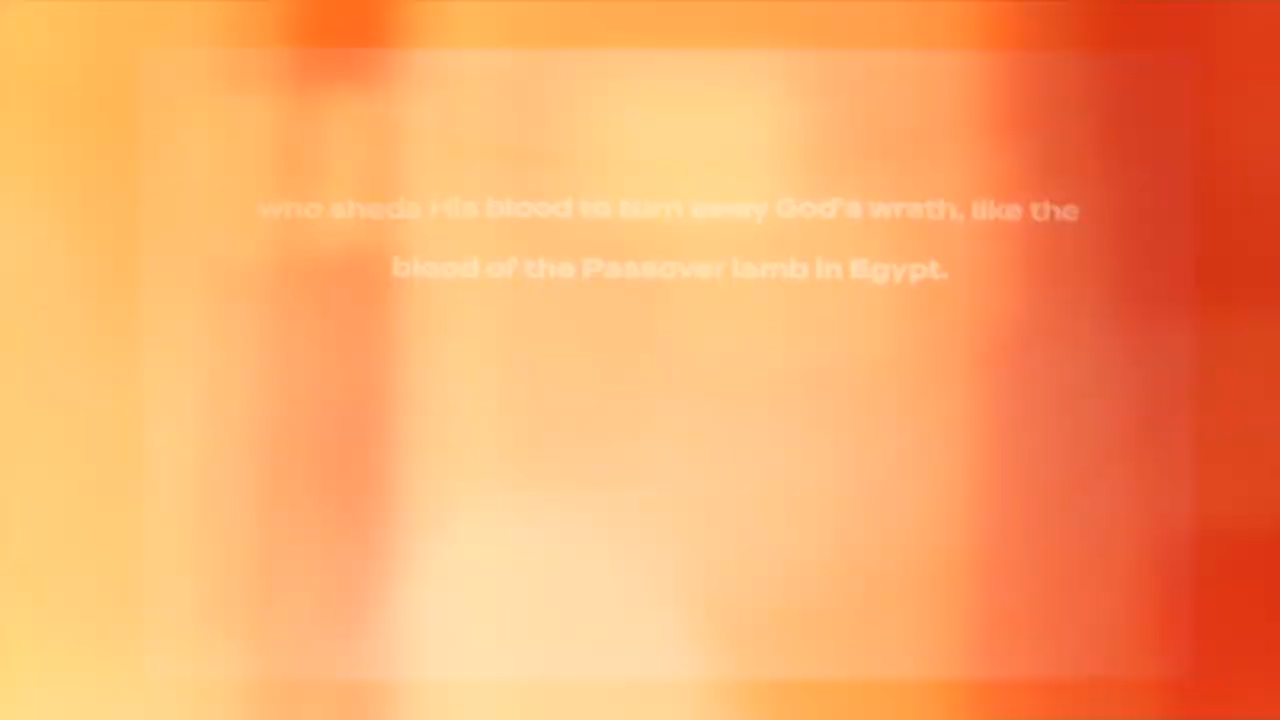 who sheds His blood to turn away God's wrath, like the
blood of the Passover lamb in Egypt.